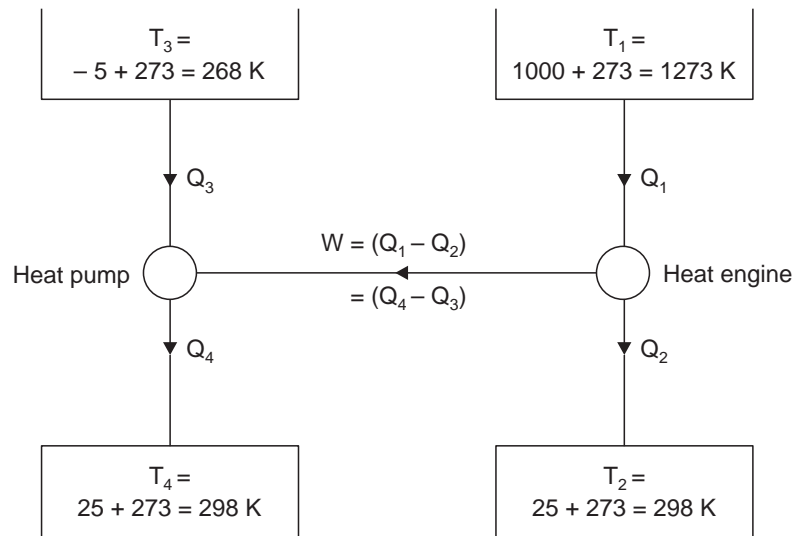 T₃ =
– 5 + 273 = 268 K
T₁ =
1000 + 273 = 1273 K
Q₃
Q₁
W = (Q₁ – Q₂)
Heat pump
Heat engine
= (Q₄ – Q₃)
Q₄
Q₂
T₄ =
25 + 273 = 298 K
T₂ =
25 + 273 = 298 K